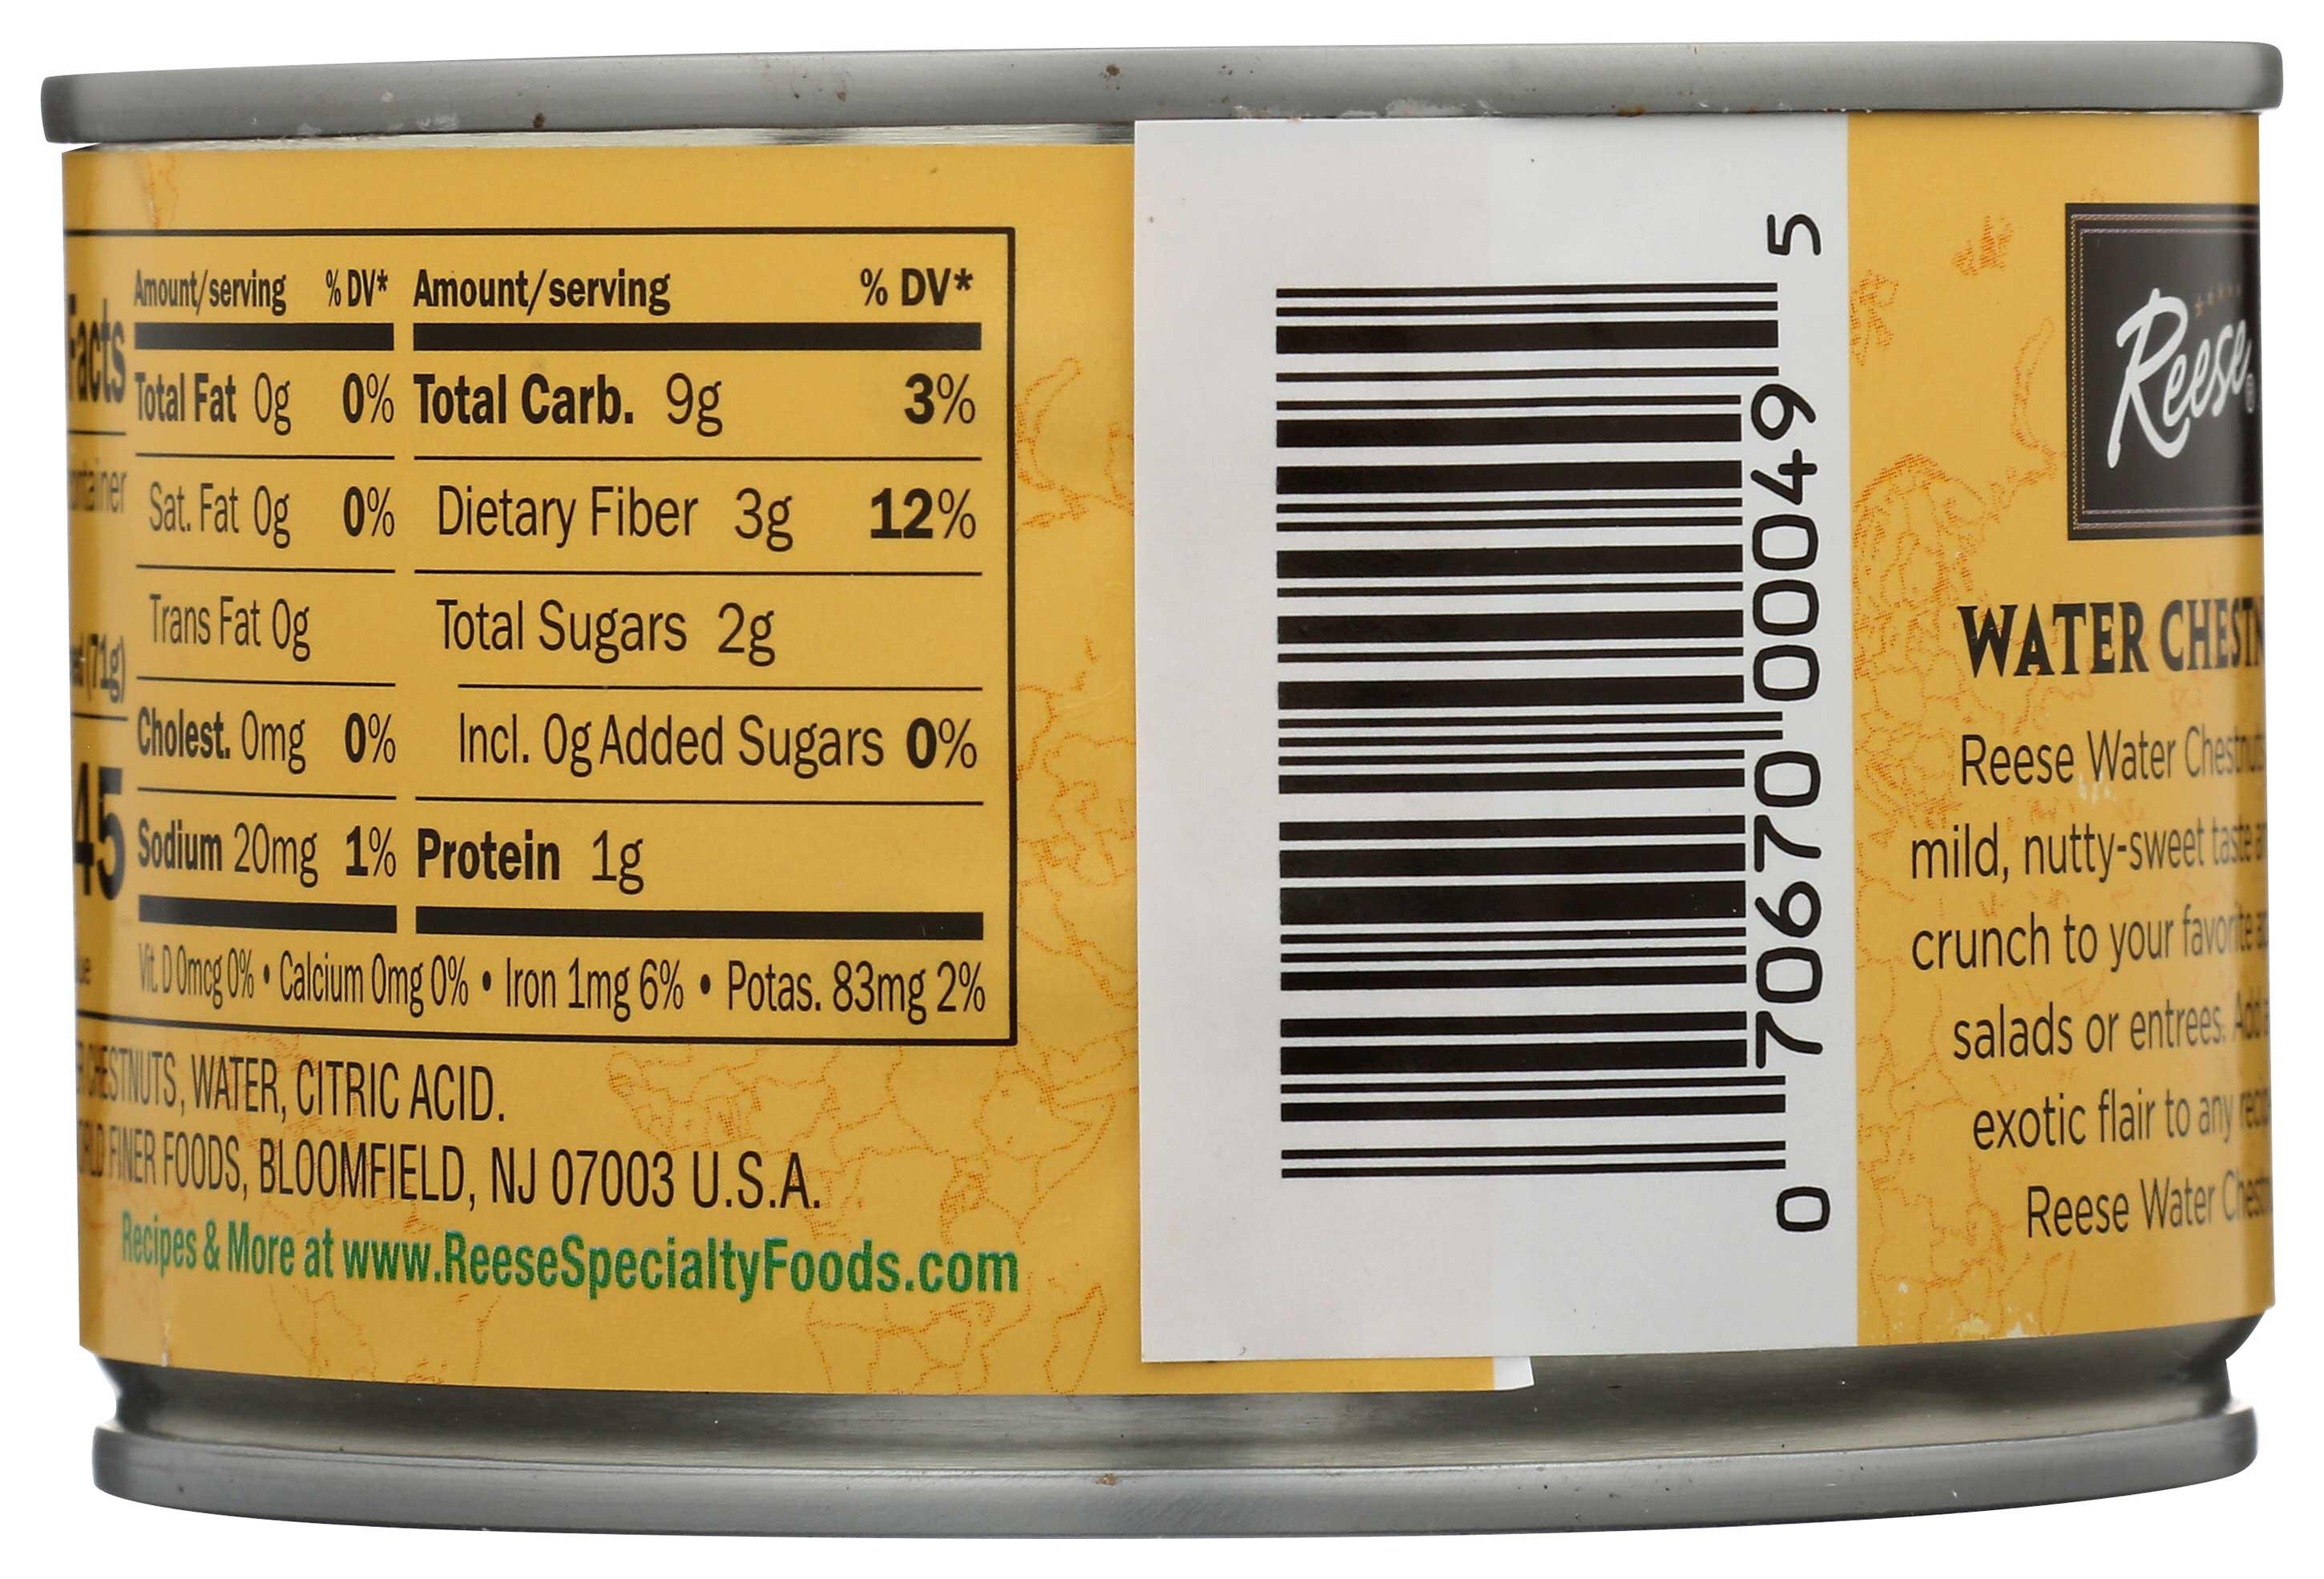 Facts
container
(71g)
45
Amount/serving % DV* Amount/serving % DV*
Total Fat 0g 0% Total Carb. 9g 3%
Sat. Fat 0g 0% Dietary Fiber 3g 12%
Trans Fat 0g Total Sugars 2g
Cholest. 0mg 0% Incl. 0g Added Sugars 0%
Sodium 20mg 1% Protein 1g
Vit. D 0mcg 0% • Calcium 0mg 0% • Iron 1mg 6% • Potas. 83mg 2%
CHESTNUTS, WATER, CITRIC ACID.
FINER FOODS, BLOOMFIELD, NJ 07003 U.S.A.
Recipes & More at www.ReeseSpecialtyFoods.com
0 70670 00049 5
Reese®
WATER CHESTN
Reese Water Chestnuts
mild, nutty-sweet taste
crunch to your favorite
salads or entrees. Add
exotic flair to any
Reese Water